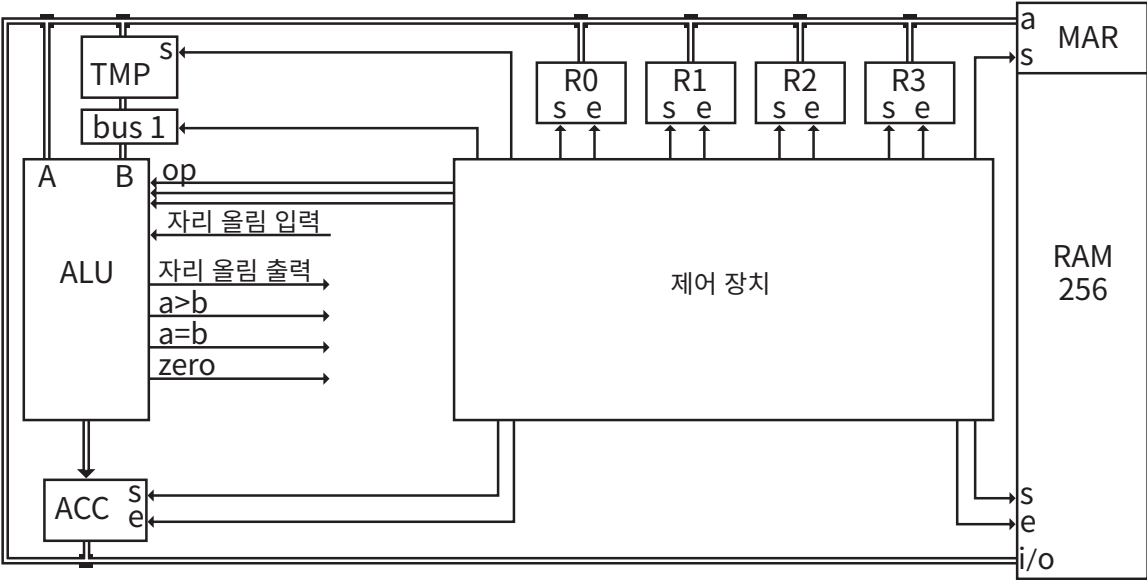 a
MAR
s
s
TMP
R0
R1
R2
R3
s e
s e
s e
s e
bus 1
A
B
op
자리 올림 입력
ALU
자리 올림 출력
a>b
a=b
zero
제어 장치
RAM
256
ACC
s
e
s
e
i/o